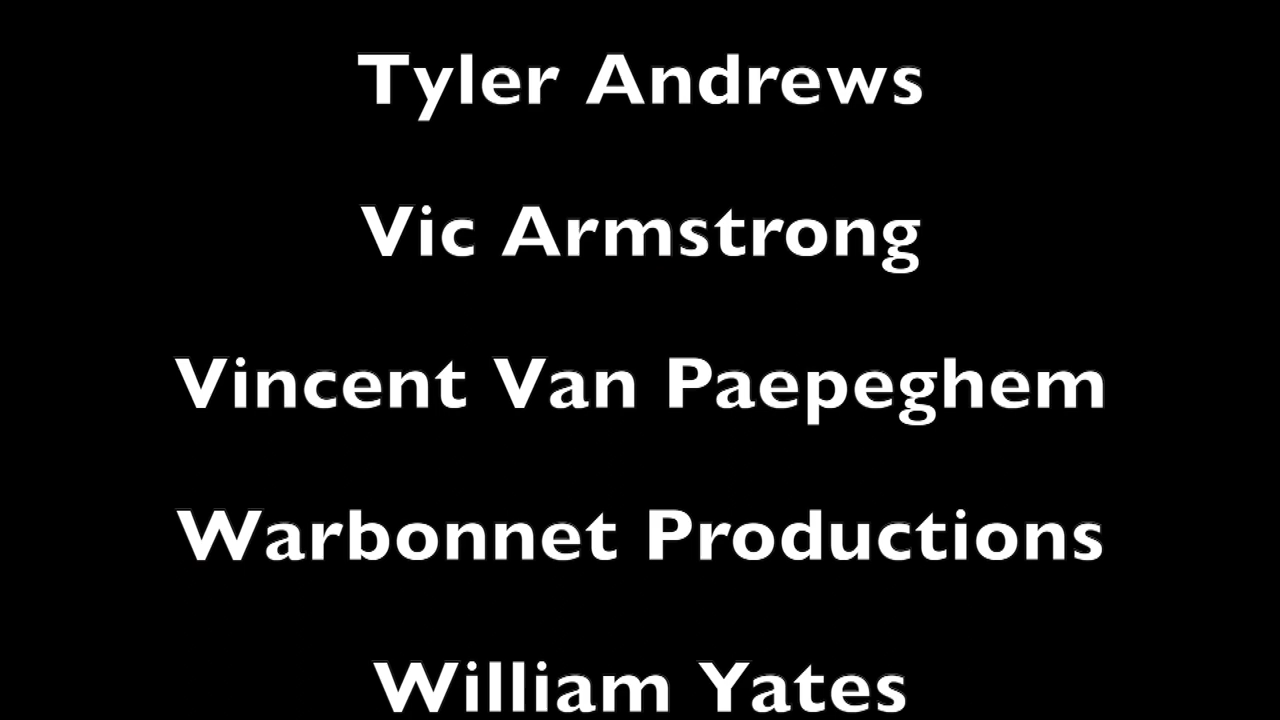 Tyler Andrews
Vic Armstrong
Vincent Van Paepeghem
Warbonnet Productions
William Yates